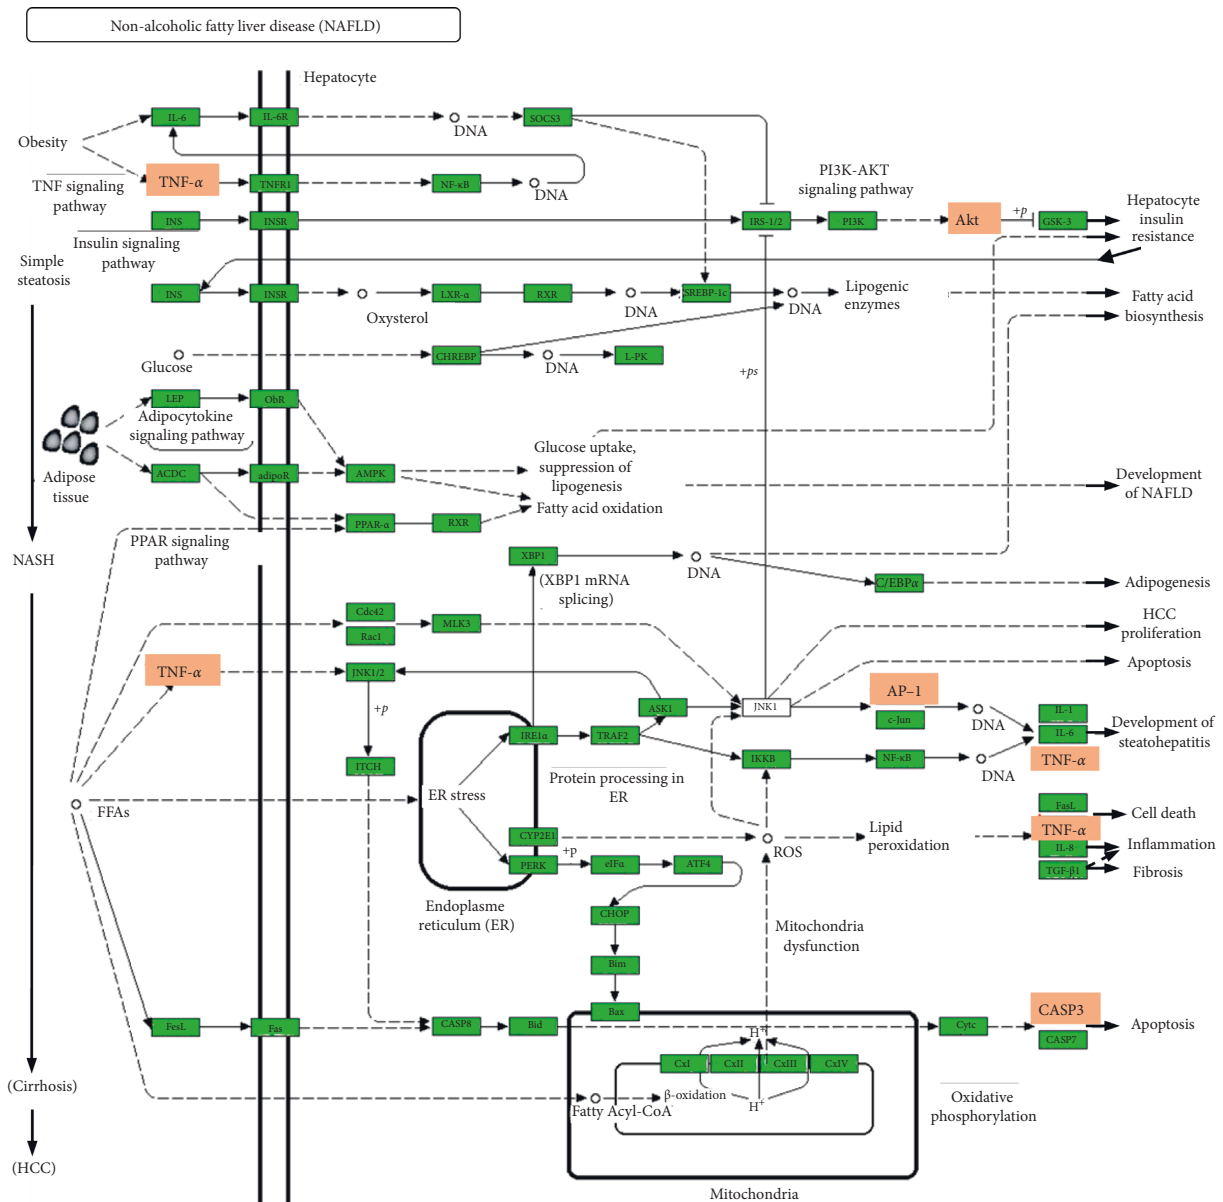 Non-alcoholic fatty liver disease (NAFLD)
Hepatocyte
IL-6
IL-6R
DNA
SOCS3
Obesity
TNF signaling
pathway
TNF-α
TNFR1
NF-κB
DNA
PI3K-AKT
signaling pathway
INS
INSR
IRS-1/2
PI3K
Akt
+p
GSK-3
Hepatocyte
insulin
resistance
Insulin signaling
pathway
Simple
steatosis
INS
INSR
Oxysterol
LXR-α
RXR
DNA
SREBP-1c
DNA
Lipogenic
enzymes
Fatty acid
biosynthesis
Glucose
CHREBP
DNA
L-PK
+ps
LEP
ObR
Adipocytokine
signaling pathway
Adipose
tissue
ACDC
adipoR
AMPK
Glucose uptake,
suppression of
lipogenesis
Fatty acid oxidation
Development
of NAFLD
PPAR-α
RXR
PPAR signaling
pathway
NASH
XBP1
(XBP1 mRNA
splicing)
DNA
C/EBPα
Adipogenesis
Cdc42
Rac1
MLK3
HCC
proliferation
Apoptosis
TNF-α
JNK1/2
+p
ASK1
JNK1
AP–1
c-Jun
DNA
IL-1
IL-6
TNF-α
Development of
steatohepatitis
IRE1α
TRAF2
IKKB
NF-κB
DNA
ITCH
Protein processing in
ER
ER stress
FFAs
CYP2E1
PERK
+p
eIFα
ATF4
ROS
Lipid
peroxidation
FasL
TNF-α
IL-8
TGF-β1
Cell death
Inflammation
Fibrosis
Endoplasme
reticulum (ER)
CHOP
Mitochondria
dysfunction
Bim
Bax
FesL
Fas
CASP8
Bid
Cytc
CASP3
CASP7
Apoptosis
H+
CxI
CxII
CxIII
CxIV
(Cirrhosis)
Fatty Acyl-CoA
β-oxidation
H+
Oxidative
phosphorylation
(HCC)
Mitochondria